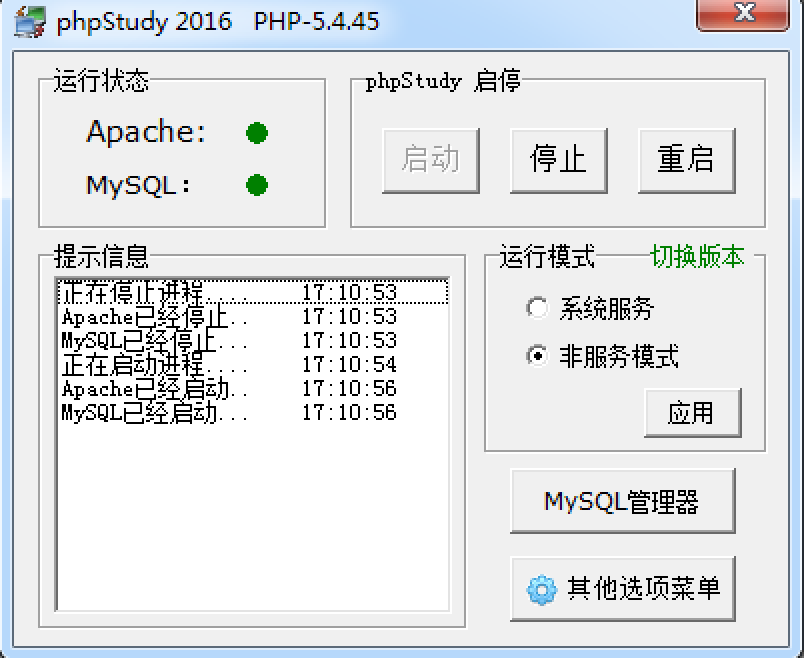 phpStudy 2016 PHP-5.4.45
运行状态
Apache:
MySQL:
phpStudy 启停
启动
停止
重启
提示信息
正在停止进程.... 17:10:53
Apache已经停止.. 17:10:53
MySQL已经停止... 17:10:53
正在启动进程.... 17:10:54
Apache已经启动.. 17:10:56
MySQL已经启动... 17:10:56
运行模式
切换版本
系统服务
非服务模式
应用
MySQL管理器
其他选项菜单